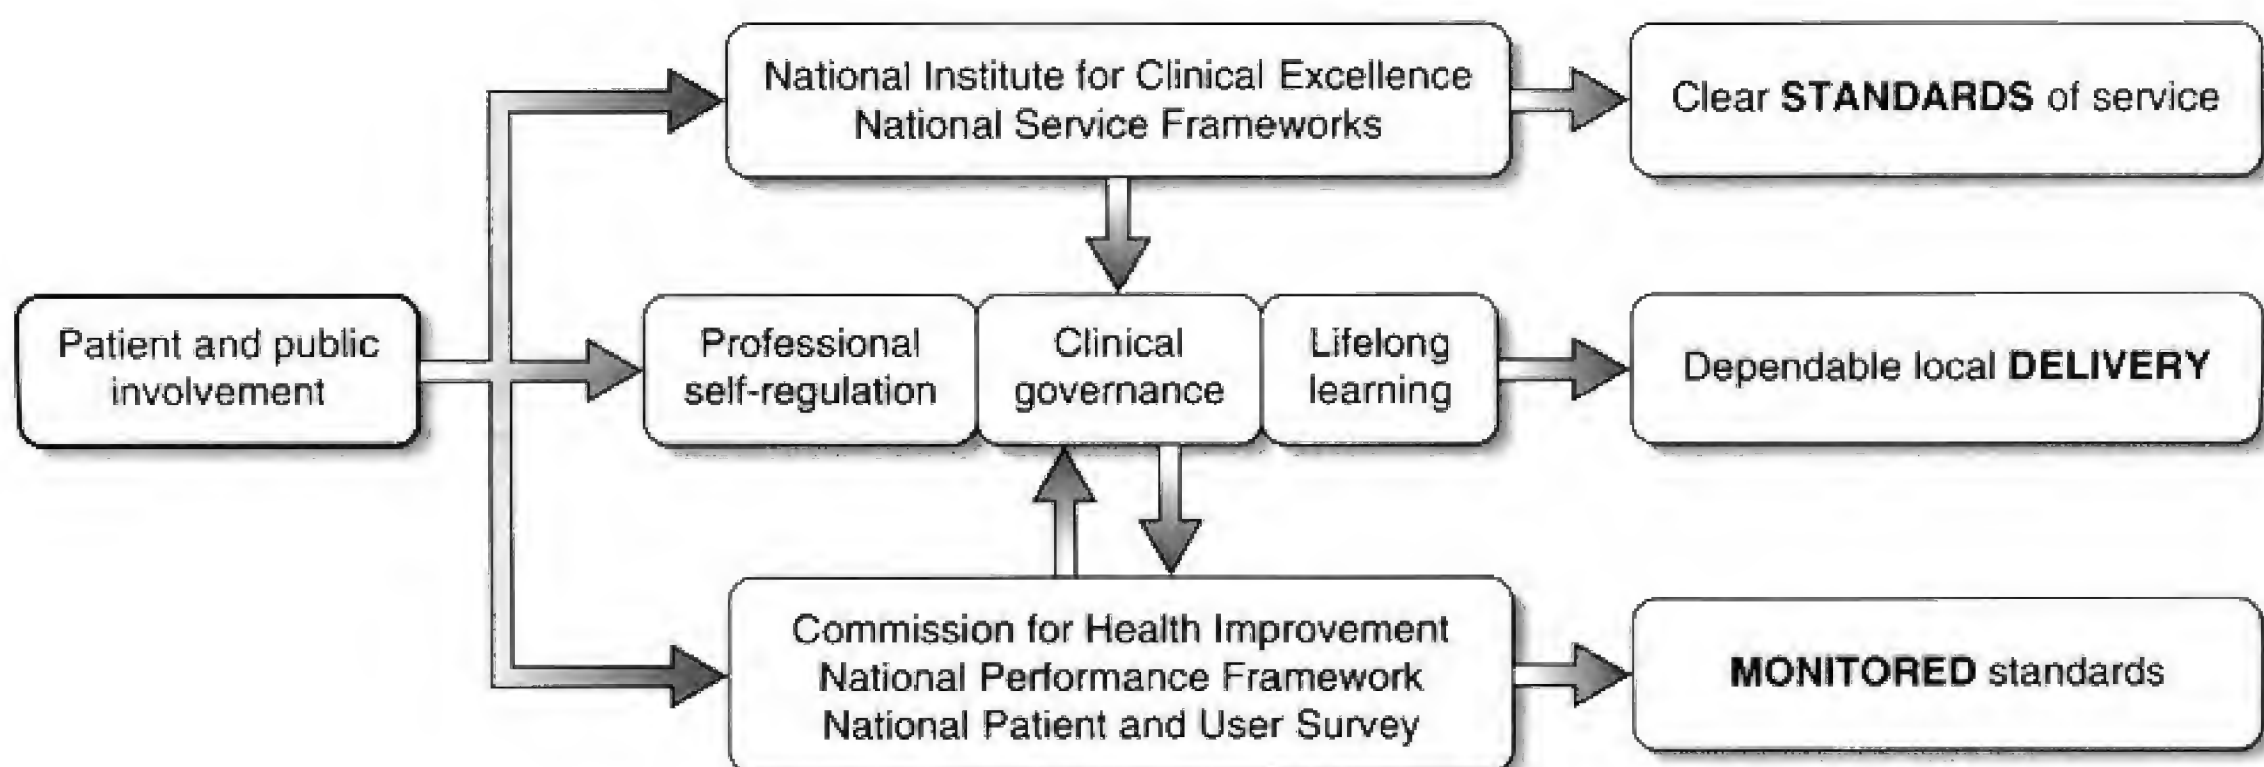 National Institute for Clinical Excellence
National Service Frameworks
Clear STANDARDS of service
Patient and public
involvement
Professional
self-regulation
Clinical
governance
Lifelong
learning
Dependable local DELIVERY
Commission for Health Improvement
National Performance Framework
National Patient and User Survey
MONITORED standards